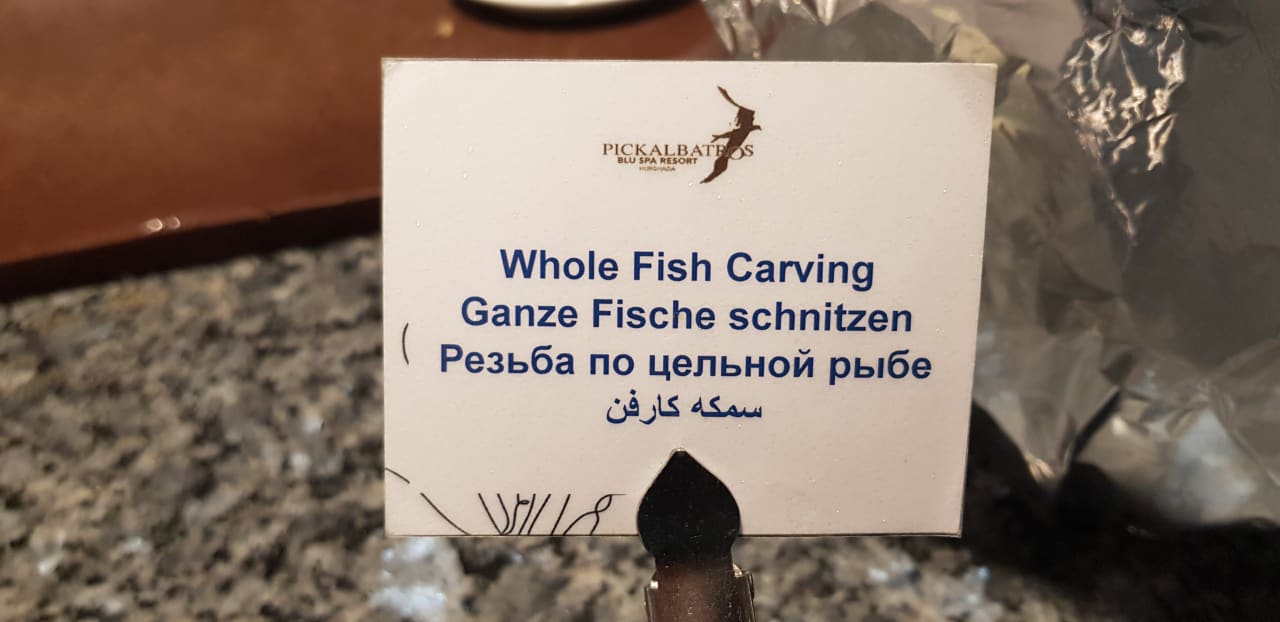 PICKALBATROS
BLU SPA RESORT
HURGHADA
Whole Fish Carving
Ganze Fische schnitzen
Резьба по цельной рыбе
سمكه كارفن